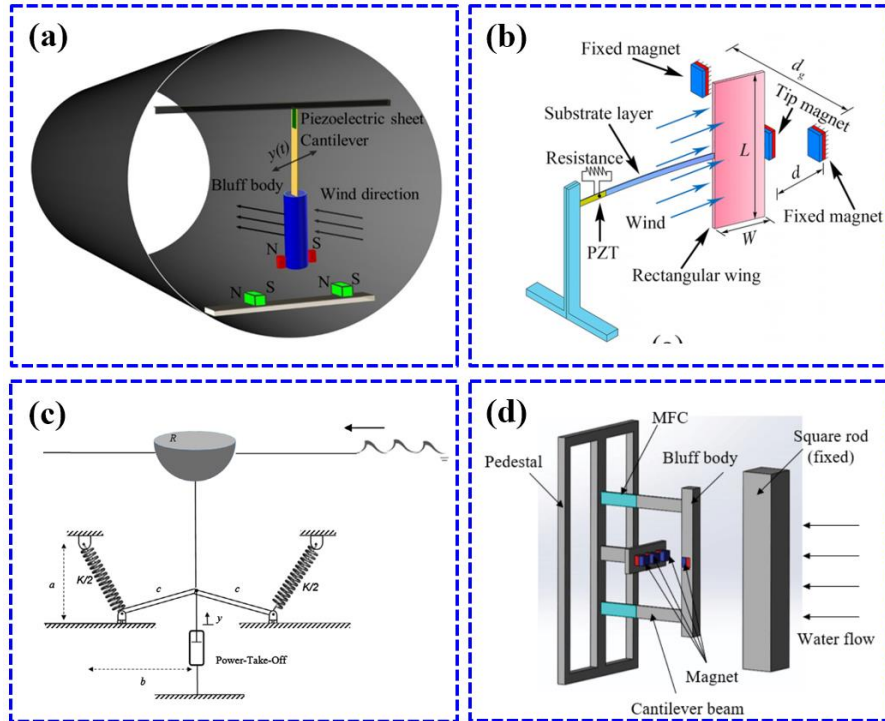 (a)
Piezoelectric sheet
Cantilever
y(t)
Bluff body
Wind direction
N S
N S S
(b)
Fixed magnet
d_g
Substrate layer
Tip magnet
Resistance
L
d
Wind
Fixed magnet
PZT
W
Rectangular wing
(c)
R
a
K/2
c
c
K/2
y
Power-Take-Off
b
(d)
MFC
Square rod
(fixed)
Pedestal
Bluff body
Water flow
Magnet
Cantilever beam